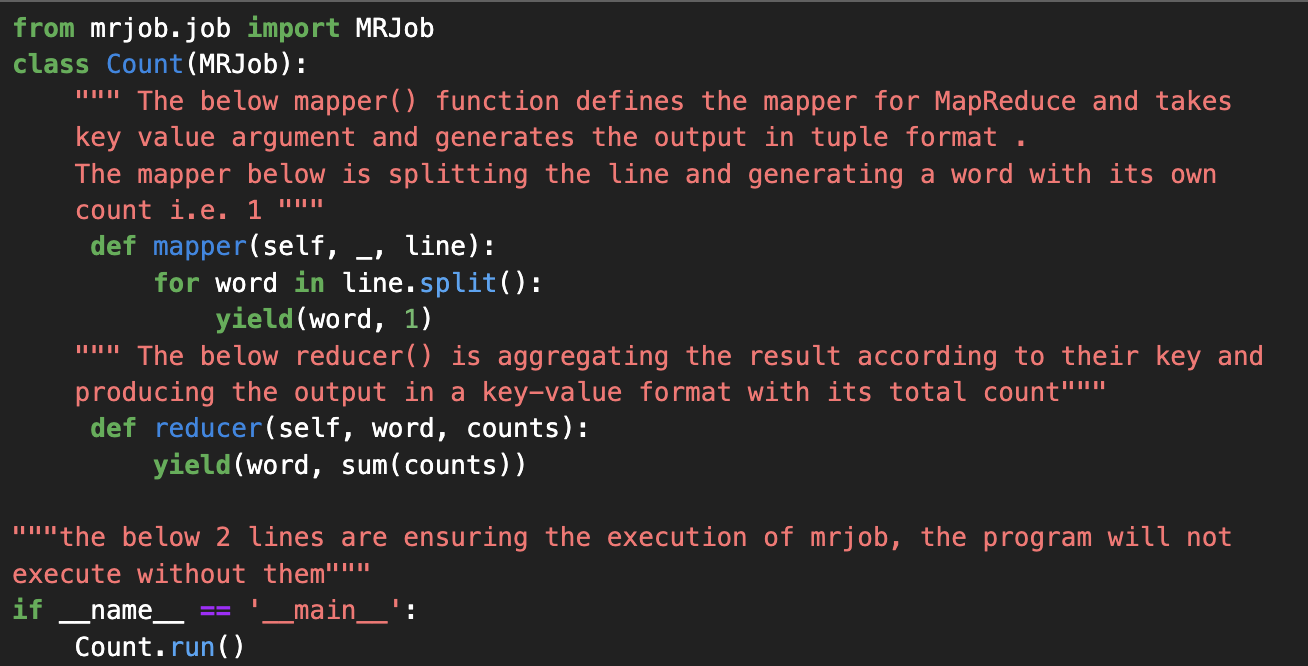 from mrjob.job import MRJob
class Count(MRJob):
    """ The below mapper() function defines the mapper for MapReduce and takes
    key value argument and generates the output in tuple format .
    The mapper below is splitting the line and generating a word with its own
    count i.e. 1 """
     def mapper(self, _, line):
         for word in line.split():
             yield(word, 1)
    """ The below reducer() is aggregating the result according to their key and
    producing the output in a key-value format with its total count"""
     def reducer(self, word, counts):
         yield(word, sum(counts))

"""the below 2 lines are ensuring the execution of mrjob, the program will not
execute without them"""
if __name__ == '__main__':
    Count.run()